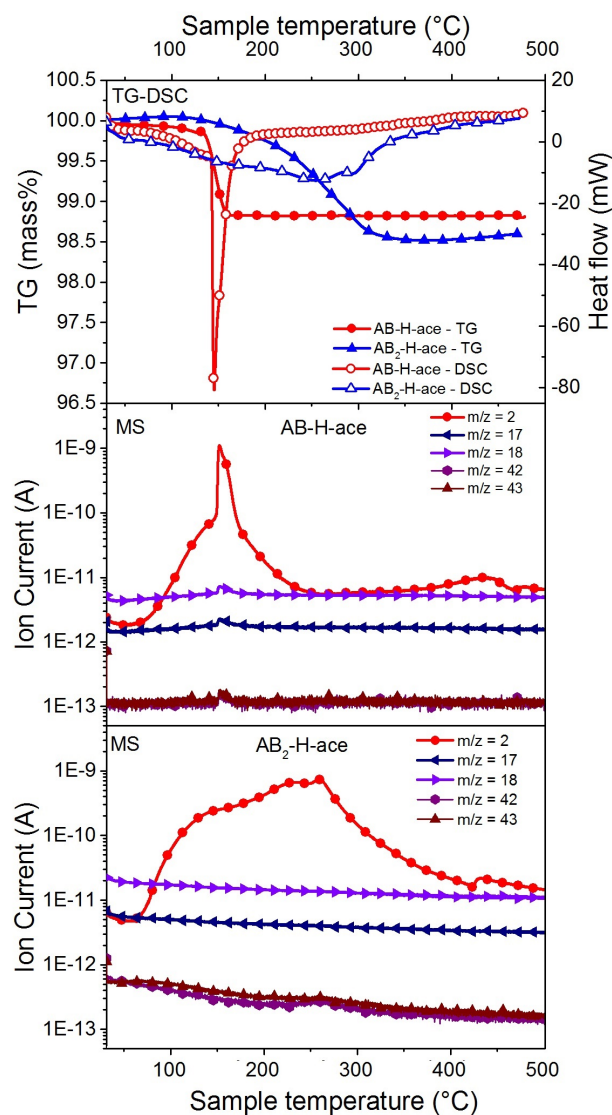 Sample temperature (°C)
100 200 300 400 500
TG-DSC
100.5
100.0
99.5
99.0
98.5
98.0
97.5
97.0
96.5
TG (mass%)
20
0
-20
-40
-60
-80
Heat flow (mW)
AB-H-ace - TG
AB₂-H-ace - TG
AB-H-ace - DSC
AB₂-H-ace - DSC
MS AB-H-ace
m/z = 2
m/z = 17
m/z = 18
m/z = 42
m/z = 43
1E-9
1E-10
1E-11
1E-12
1E-13
Ion Current (A)
MS AB₂-H-ace
m/z = 2
m/z = 17
m/z = 18
m/z = 42
m/z = 43
1E-9
1E-10
1E-11
1E-12
1E-13
Ion Current (A)
100 200 300 400 500
Sample temperature (°C)